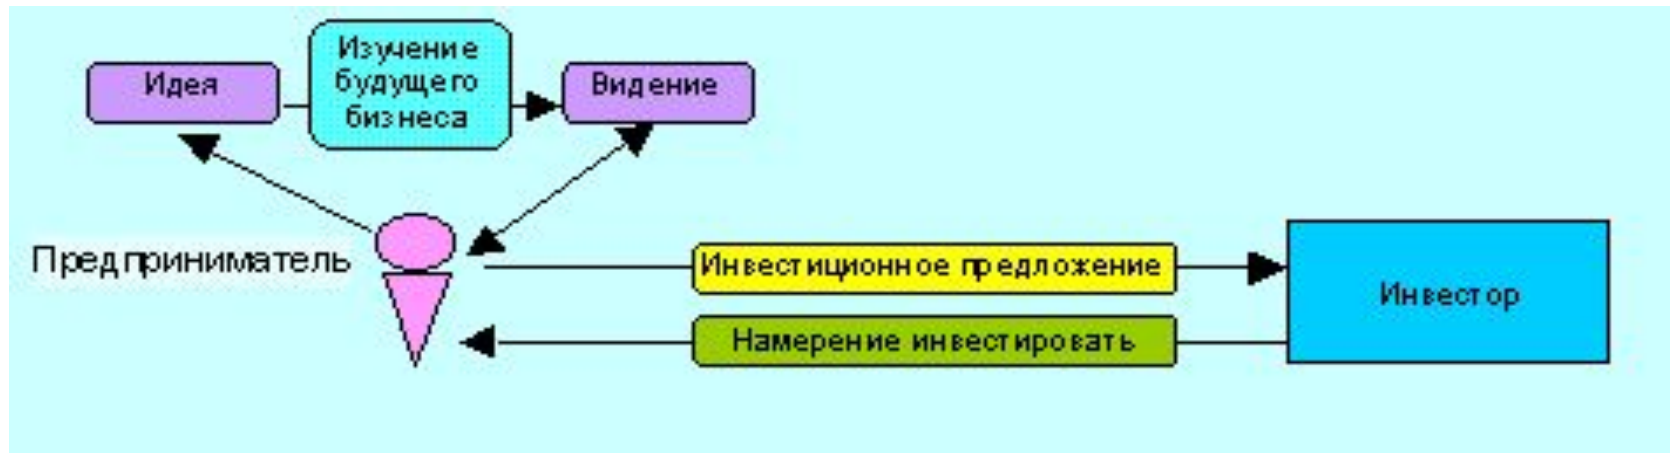 Идея
Изучение
будущего
бизнеса
Видение
Предприниматель
Инвестиционное предложение
Намерение инвестировать
Инвестор